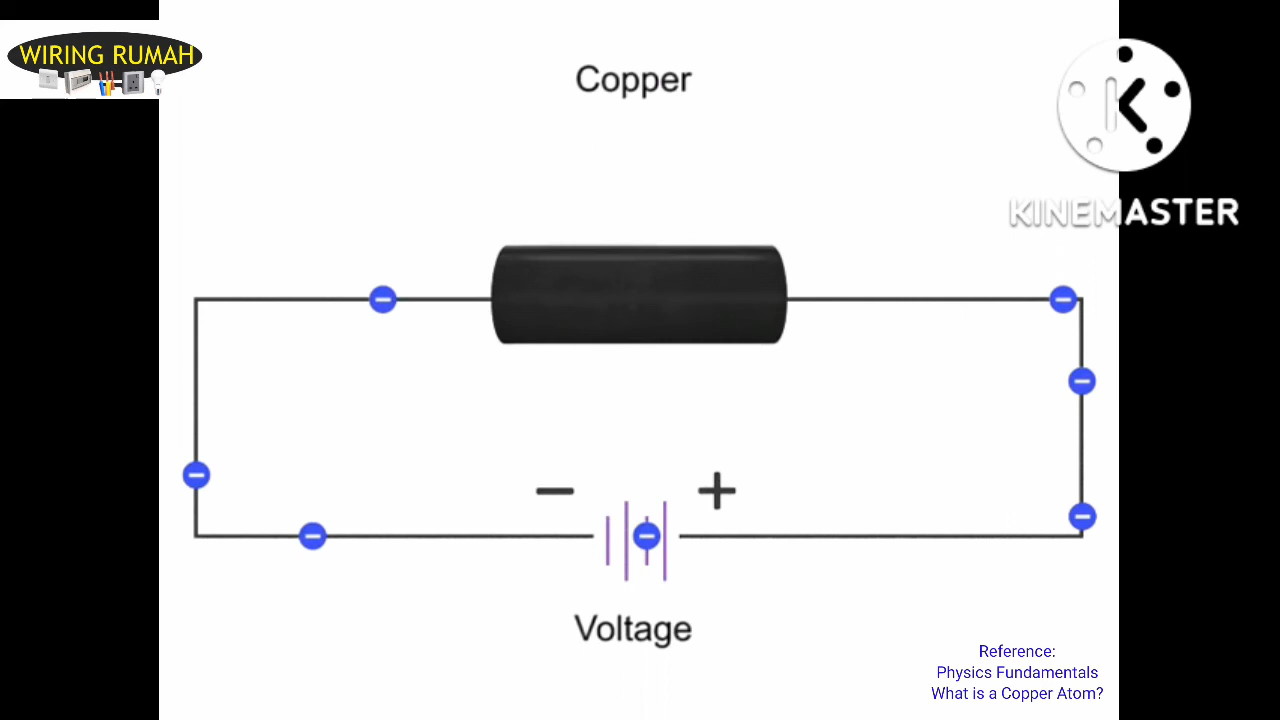 WIRING RUMAH
Copper
KINEMASTER
− +
Voltage
Reference:
Physics Fundamentals
What is a Copper Atom?